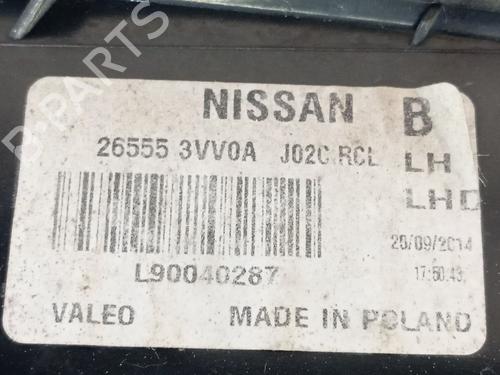 NISSAN B
26555 3VV0A J02C.RCL LH
LHD
20/09/2014
L90040287 17:50:43
VALEO MADE IN POLAND
B-PARTS